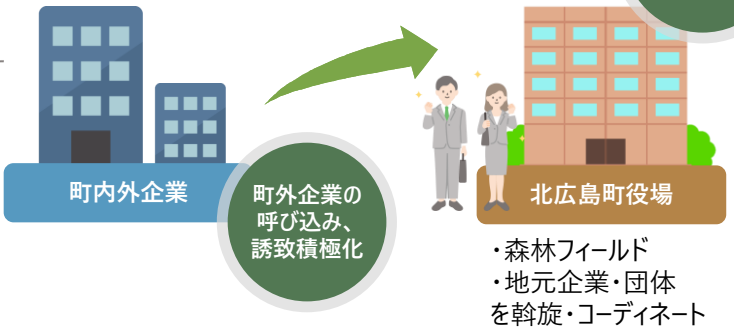 町内外企業
町外企業の
呼び込み、
誘致積極化
北広島町役場
・森林フィールド
・地元企業・団体
を斡旋・コーディネート